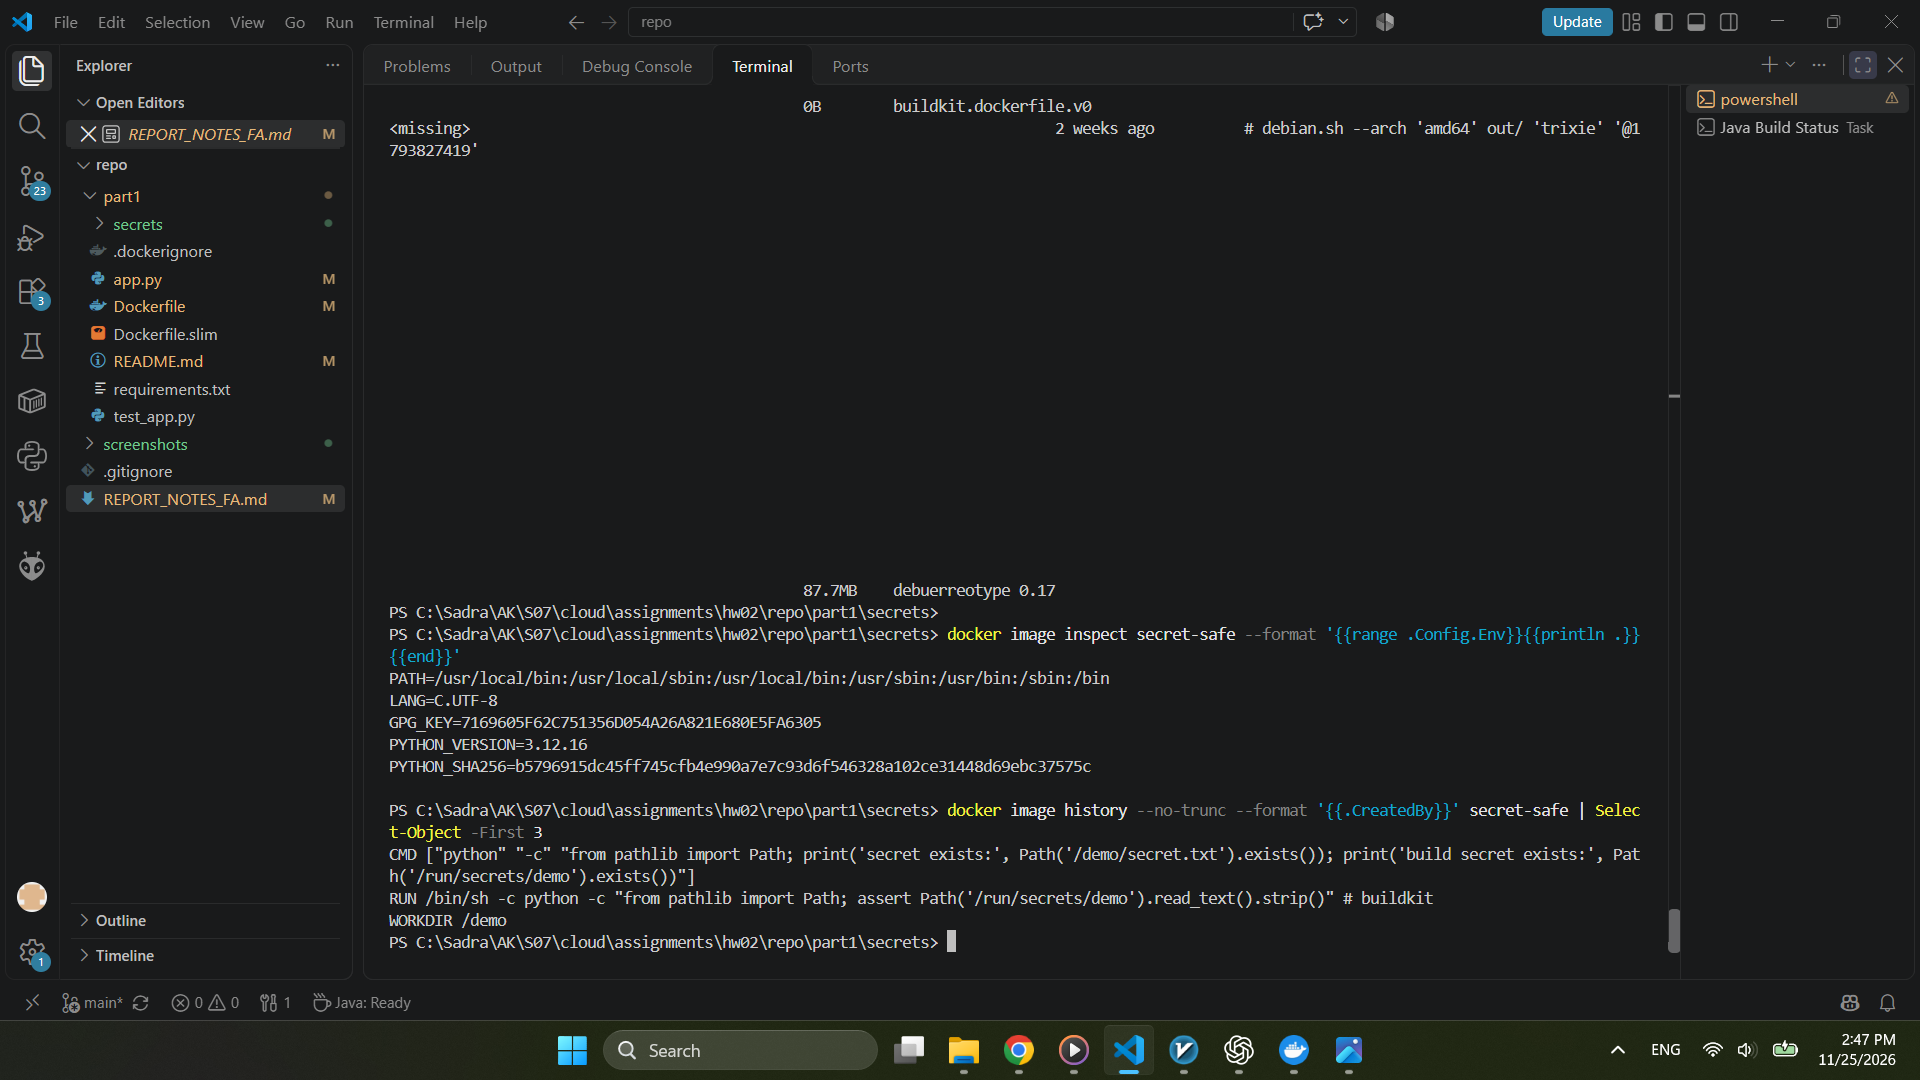 File Edit Selection View Go Run Terminal Help
repo
Update
Explorer
Open Editors
REPORT_NOTES_FA.md M
repo
part1
secrets
.dockerignore
app.py M
Dockerfile M
Dockerfile.slim
README.md M
requirements.txt
test_app.py
screenshots
.gitignore
REPORT_NOTES_FA.md M
Outline
Timeline
23
3
1
Problems Output Debug Console Terminal Ports
powershell
Java Build Status Task
0B buildkit.dockerfile.v0
<missing> 2 weeks ago # debian.sh --arch 'amd64' out/ 'trixie' '@1
793827419'
87.7MB debuerreotype 0.17
PS C:\Sadra\AK\S07\cloud\assignments\hw02\repo\part1\secrets>
PS C:\Sadra\AK\S07\cloud\assignments\hw02\repo\part1\secrets> docker image inspect secret-safe --format '{{range .Config.Env}}{{println .}}
{{end}}'
PATH=/usr/local/bin:/usr/local/sbin:/usr/local/bin:/usr/sbin:/usr/bin:/sbin:/bin
LANG=C.UTF-8
GPG_KEY=7169605F62C751356D054A26A821E680E5FA6305
PYTHON_VERSION=3.12.16
PYTHON_SHA256=b5796915dc45ff745cfb4e990a7e7c93d6f546328a102ce31448d69ebc37575c
PS C:\Sadra\AK\S07\cloud\assignments\hw02\repo\part1\secrets> docker image history --no-trunc --format '{{.CreatedBy}}' secret-safe | Selec
t-Object -First 3
CMD ["python" "-c" "from pathlib import Path; print('secret exists:', Path('/demo/secret.txt').exists()); print('build secret exists:', Pat
h('/run/secrets/demo').exists())"]
RUN /bin/sh -c python -c "from pathlib import Path; assert Path('/run/secrets/demo').read_text().strip()" # buildkit
WORKDIR /demo
PS C:\Sadra\AK\S07\cloud\assignments\hw02\repo\part1\secrets>
main* 0 0 1 Java: Ready
Search
ENG
2:47 PM
11/25/2026